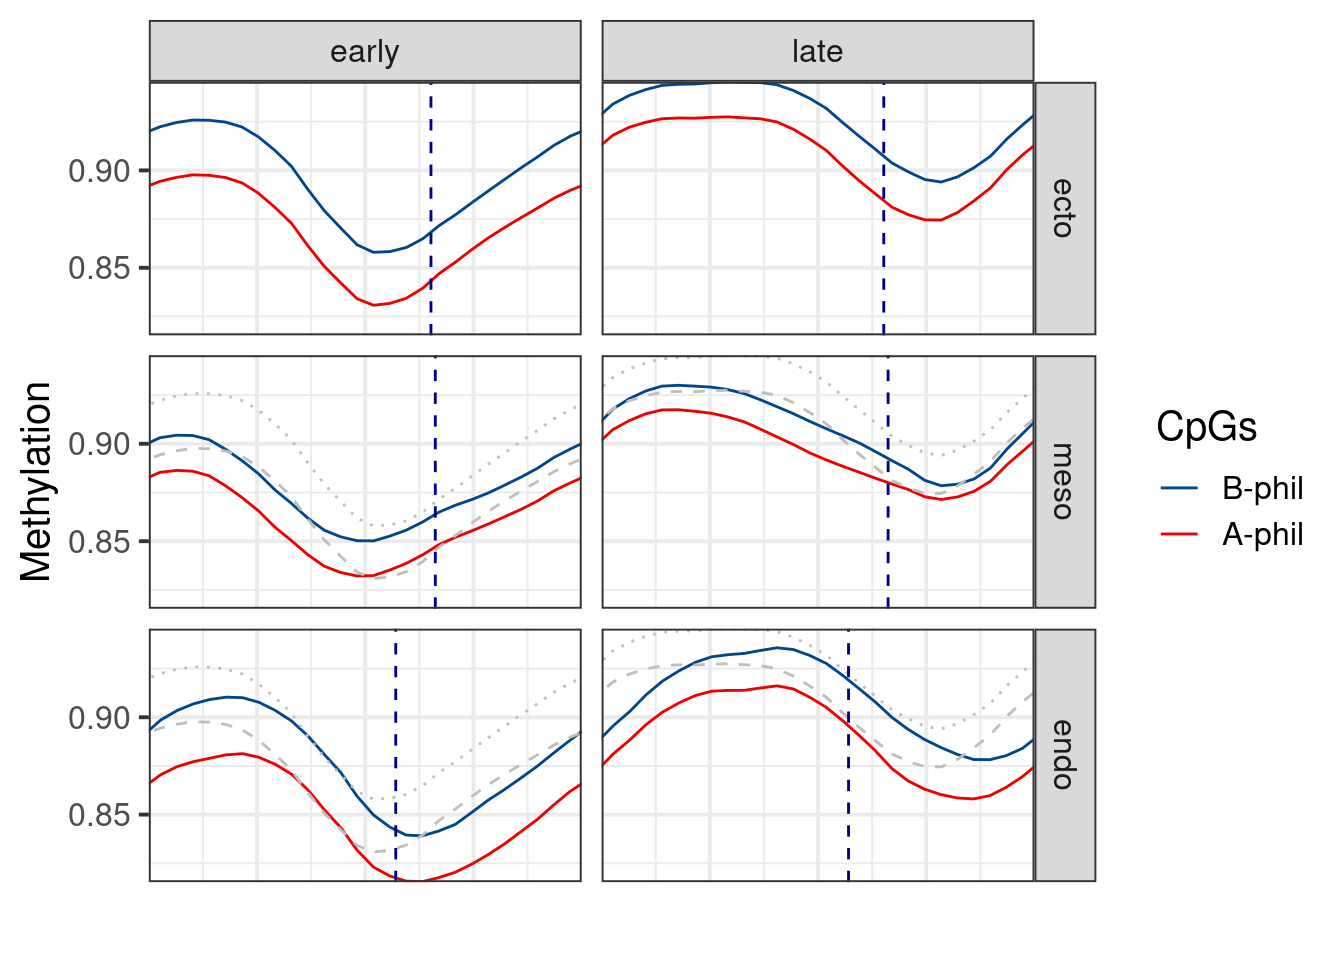 early
late
0.90
0.85
ecto
Methylation
0.90
0.85
meso
0.90
0.85
endo
CpGs
B-phil
A-phil